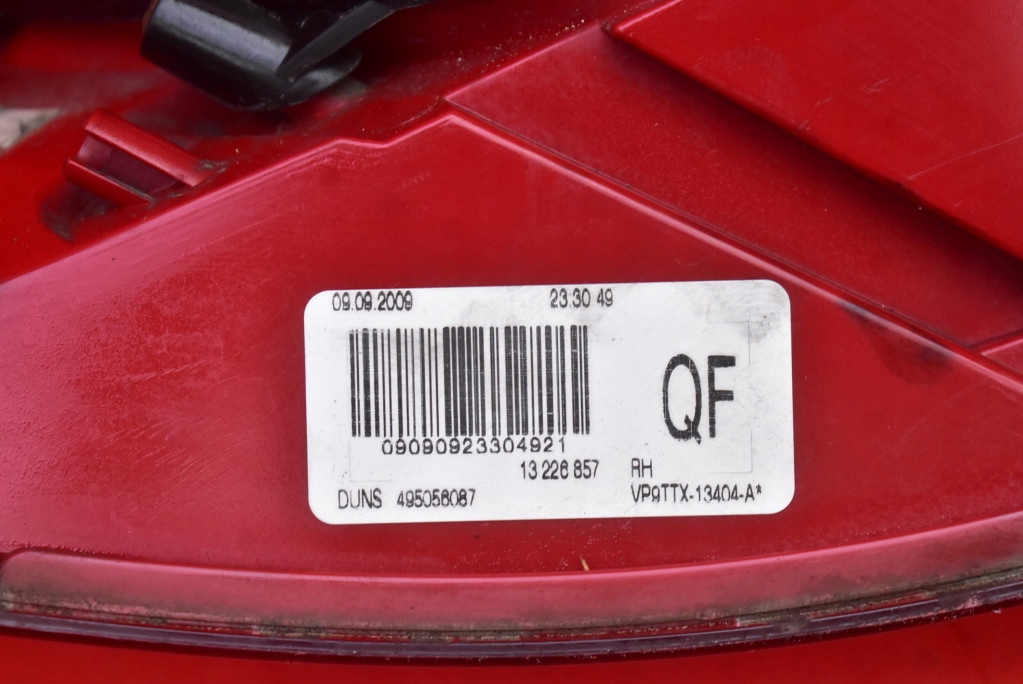 09.09.2009 23:30:49
QF
09090923304921
13 226 857 RH
DUNS 495056087 VP9TTX-13404-A*